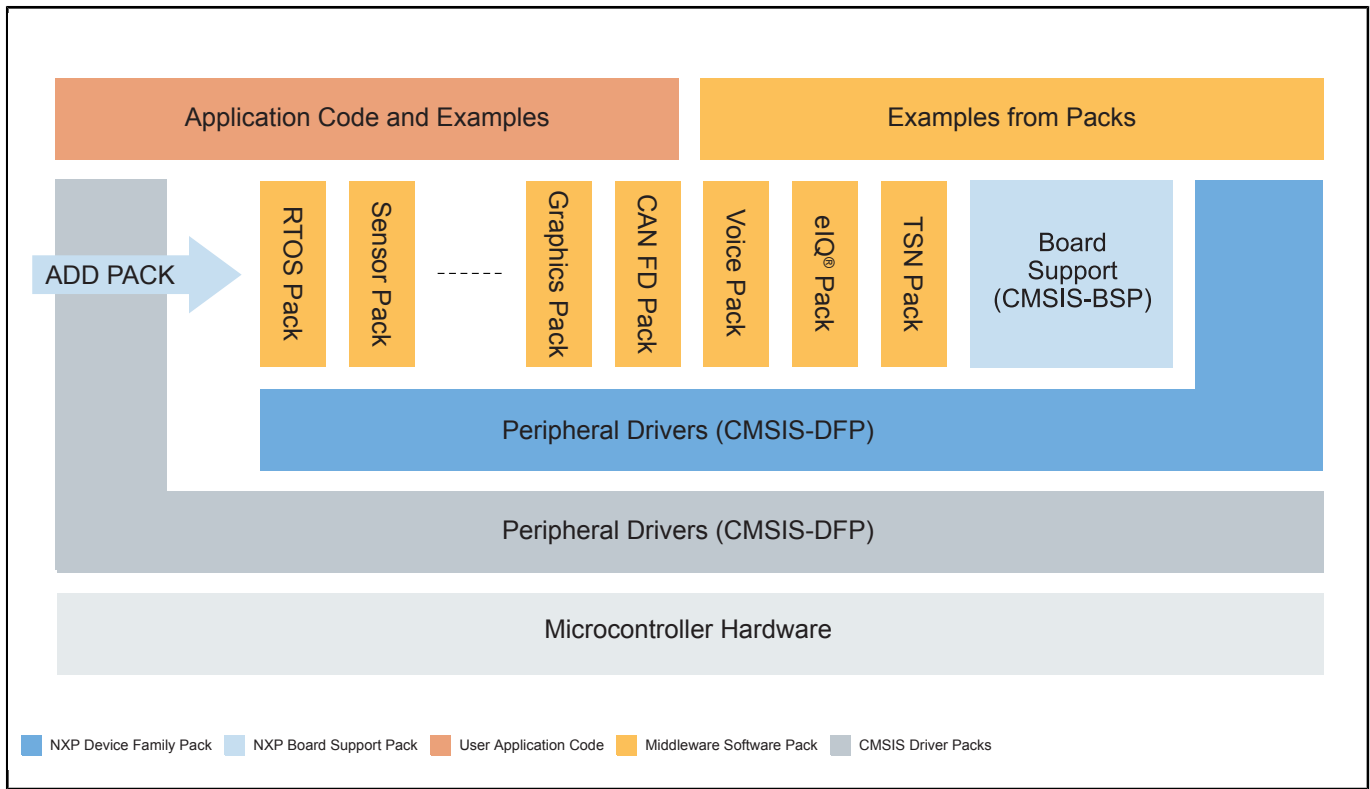 Application Code and Examples
Examples from Packs
ADD PACK
RTOS Pack
Sensor Pack
Graphics Pack
CAN FD Pack
Voice Pack
eIQ® Pack
TSN Pack
Board
Support
(CMSIS-BSP)
Peripheral Drivers (CMSIS-DFP)
Peripheral Drivers (CMSIS-DFP)
Microcontroller Hardware
NXP Device Family Pack
NXP Board Support Pack
User Application Code
Middleware Software Pack
CMSIS Driver Packs